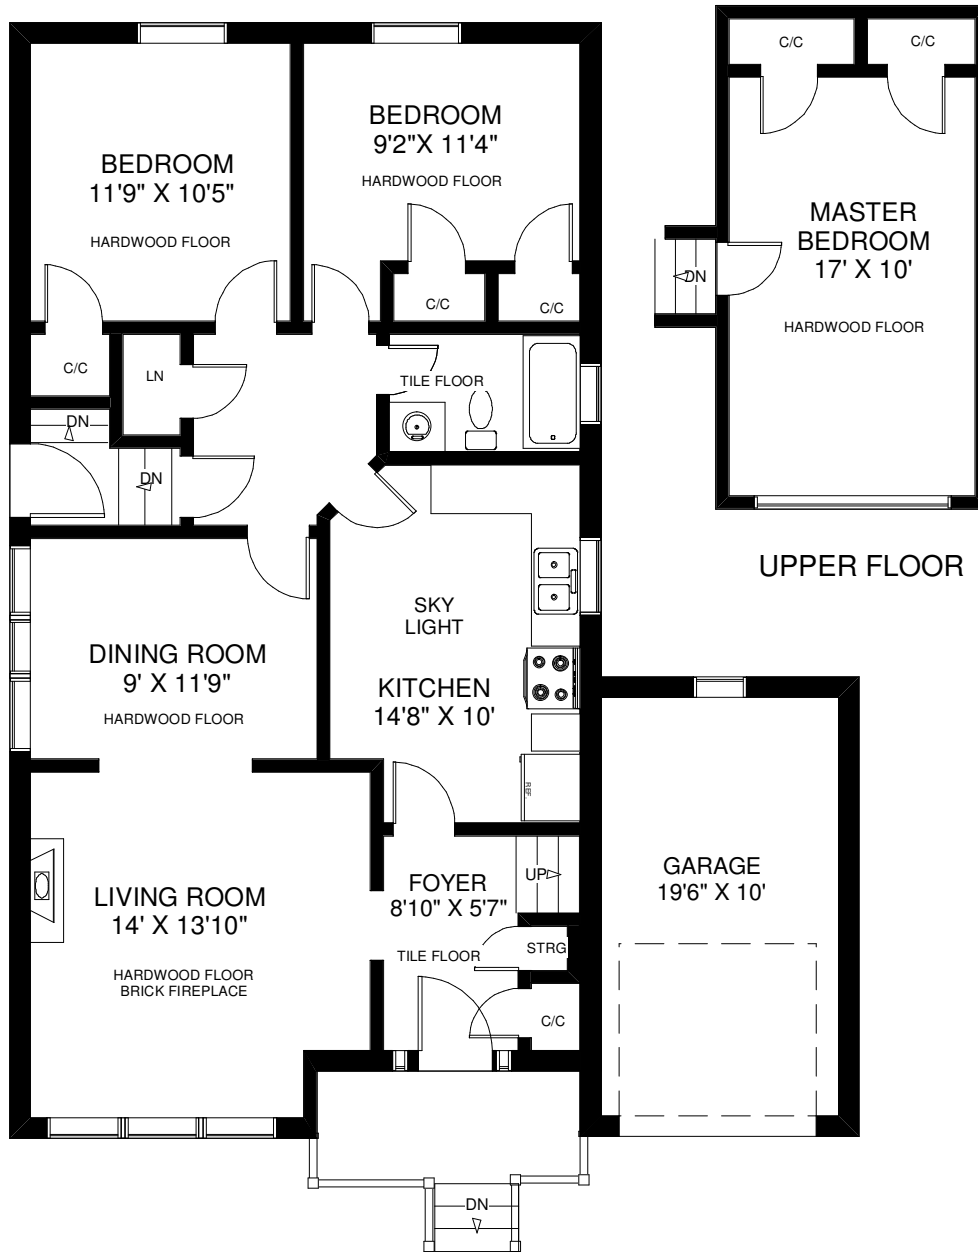 C/C
C/C
BEDROOM
9'2"X 11'4"
HARDWOOD FLOOR
BEDROOM
11'9" X 10'5"
HARDWOOD FLOOR
MASTER
BEDROOM
17' X 10'
HARDWOOD FLOOR
DN
C/C
C/C
C/C
LN
TILE FLOOR
DN
DN
UPPER FLOOR
SKY
LIGHT
DINING ROOM
9' X 11'9"
HARDWOOD FLOOR
KITCHEN
14'8" X 10'
REF
LIVING ROOM
14' X 13'10"
HARDWOOD FLOOR
BRICK FIREPLACE
FOYER
8'10" X 5'7"
TILE FLOOR
UP
STRG
C/C
GARAGE
19'6" X 10'
DN